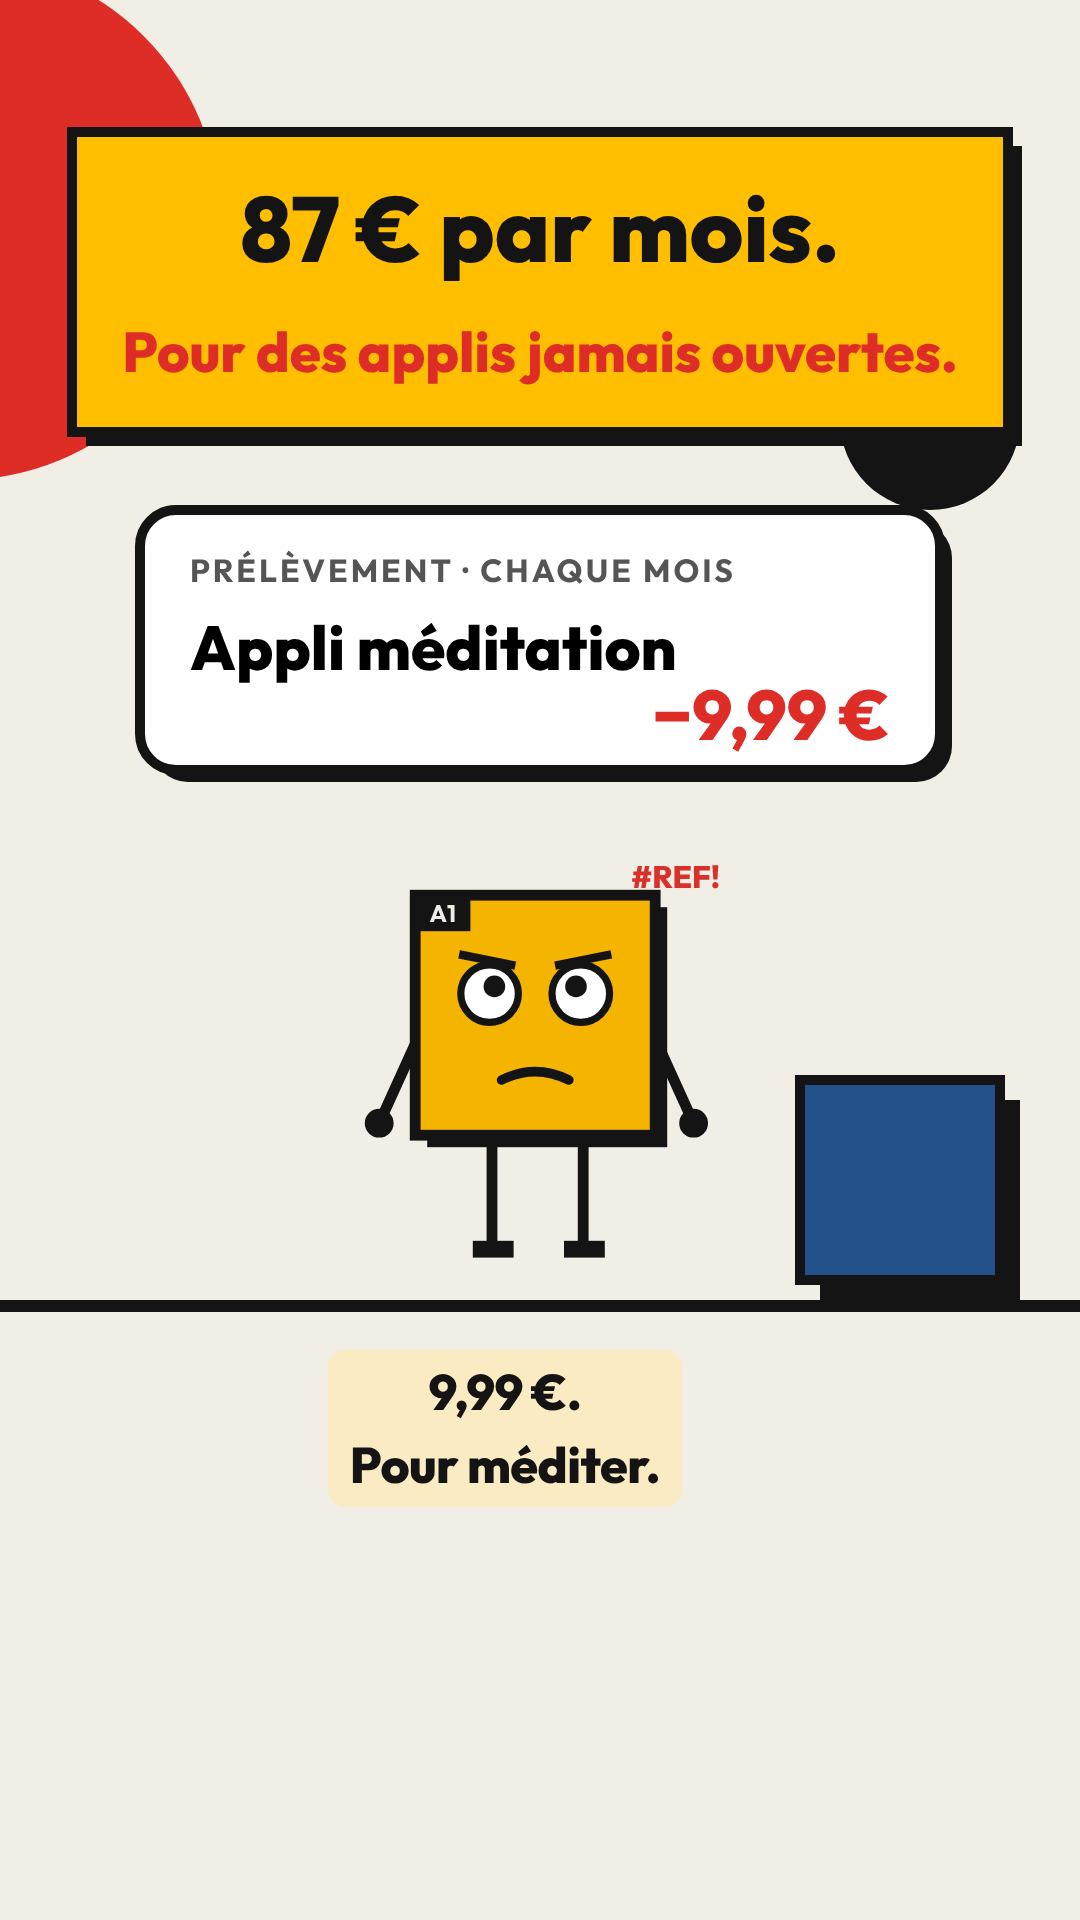 87 € par mois.
Pour des applis jamais ouvertes.
PRÉLÈVEMENT · CHAQUE MOIS
Appli méditation
−9,99 €
#REF!
A1
9,99 €.
Pour méditer.